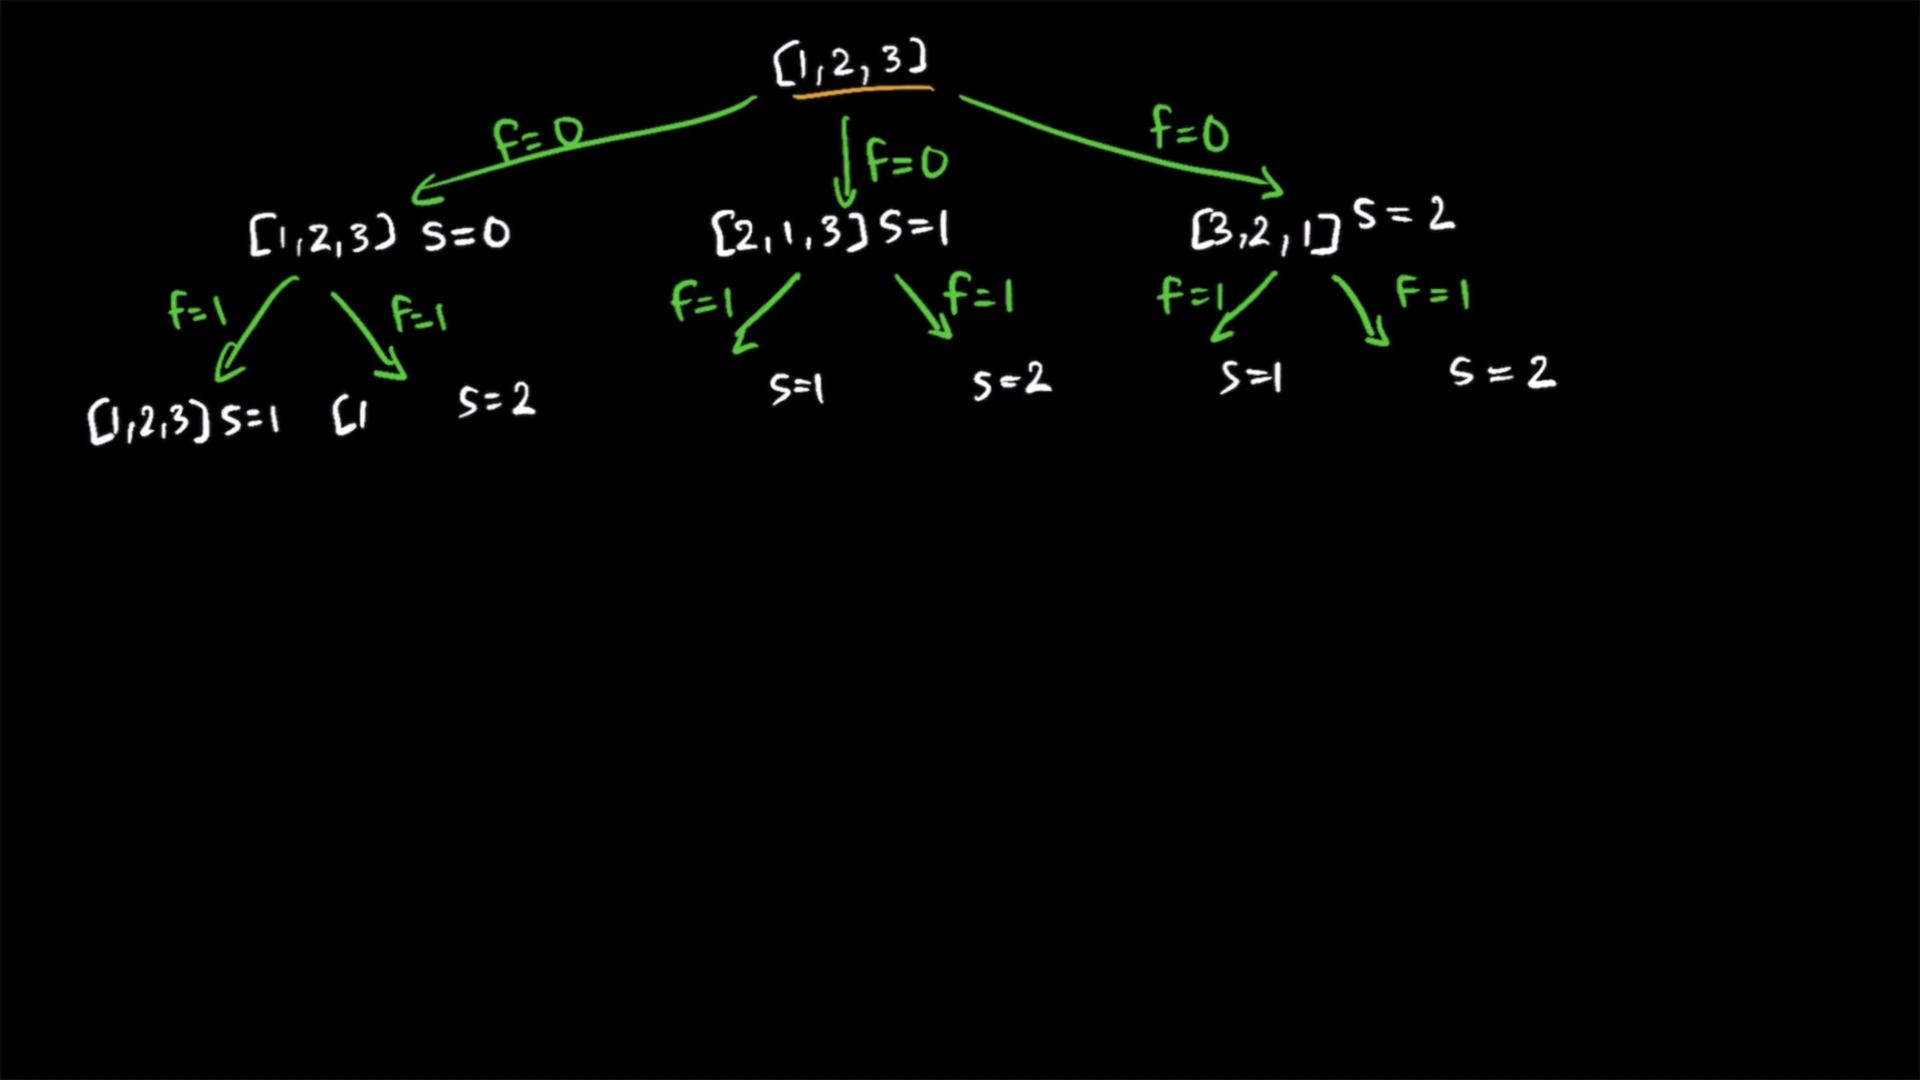 [1,2,3]
f=0 f=0 f=0
[1,2,3] S=0 [2,1,3] S=1 [3,2,1] S=2
f=1 f=1 f=1 f=1 f=1 F=1
[1,2,3] S=1 [1 S=2 S=1 S=2 S=1 S=2